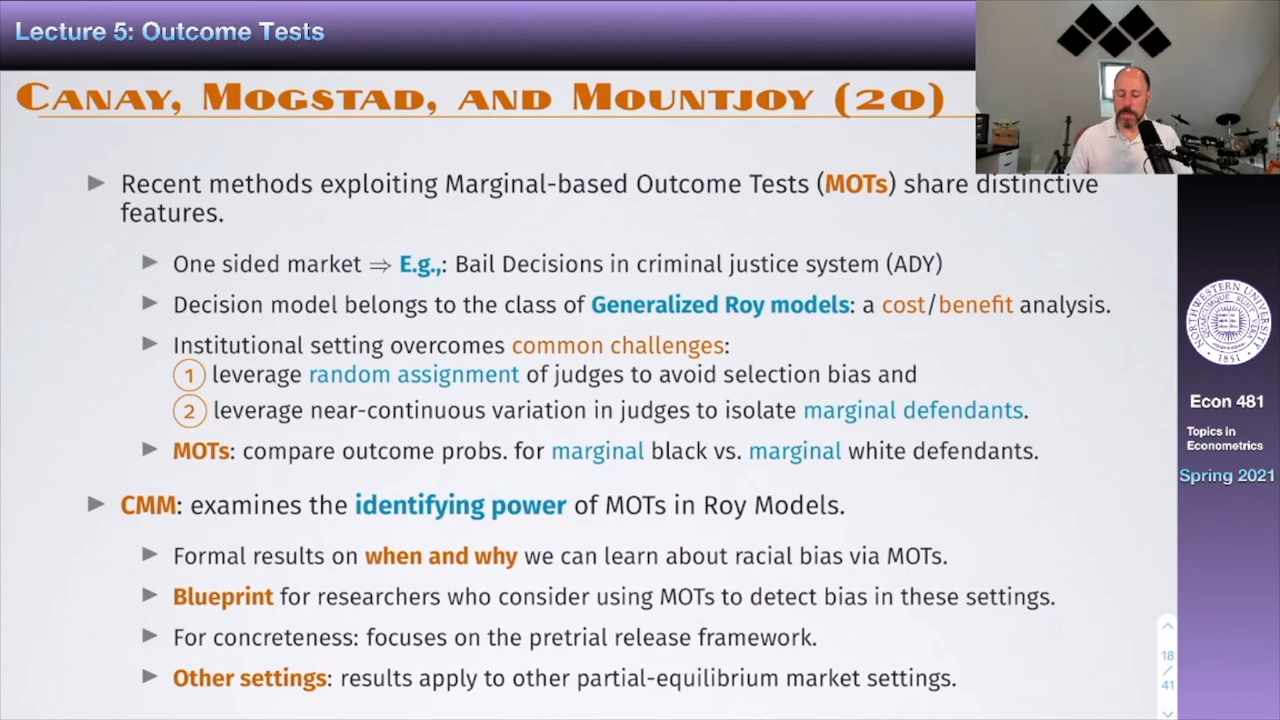 Lecture 5: Outcome Tests
CANAY, MOGSTAD, AND MOUNTJOY (20)
Recent methods exploiting Marginal-based Outcome Tests (MOTs) share distinctive
features.
One sided market ⇒ E.g.,: Bail Decisions in criminal justice system (ADY)
Decision model belongs to the class of Generalized Roy models: a cost/benefit analysis.
Institutional setting overcomes common challenges:
1 leverage random assignment of judges to avoid selection bias and
2 leverage near-continuous variation in judges to isolate marginal defendants.
MOTs: compare outcome probs. for marginal black vs. marginal white defendants.
CMM: examines the identifying power of MOTs in Roy Models.
Formal results on when and why we can learn about racial bias via MOTs.
Blueprint for researchers who consider using MOTs to detect bias in these settings.
For concreteness: focuses on the pretrial release framework.
Other settings: results apply to other partial-equilibrium market settings.
NORTHWESTERN UNIVERSITY
1851
Econ 481
Topics in
Econometrics
Spring 2021
18
/
41